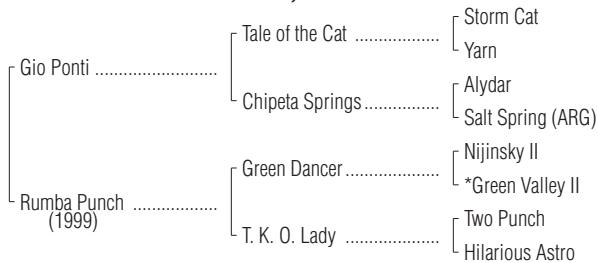 Storm Cat
Tale of the Cat ..................
Yarn
Gio Ponti ..........................
Alydar
Chipeta Springs ................
Salt Spring (ARG)
Nijinsky II
Green Dancer ....................
*Green Valley II
Rumba Punch ..................
(1999)
Two Punch
T. K. O. Lady ....................
Hilarious Astro